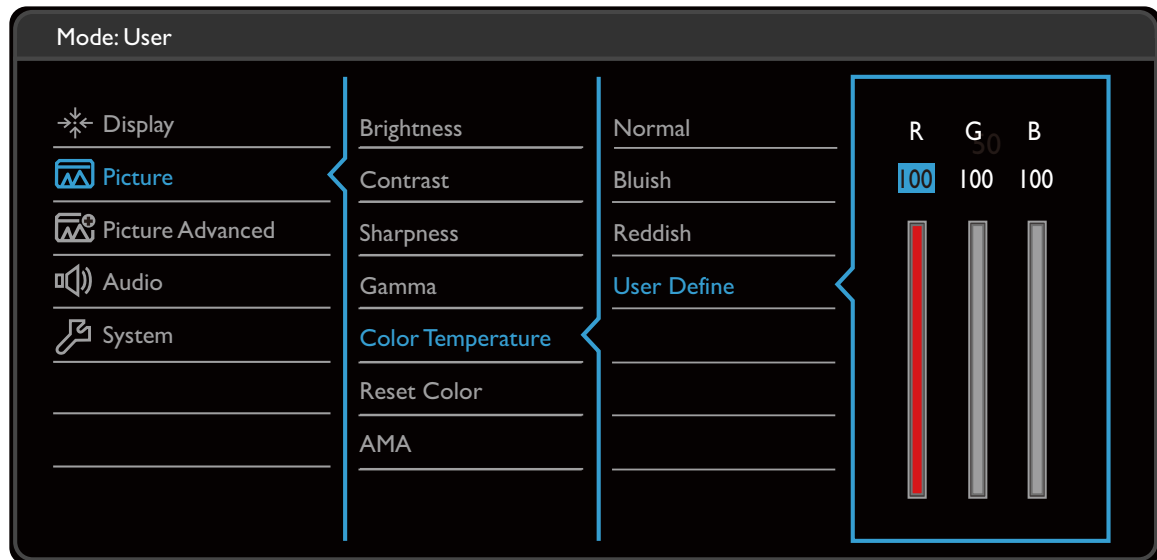 Mode: User
Display
Picture
Picture Advanced
Audio
System
Brightness
Contrast
Sharpness
Gamma
Color Temperature
Reset Color
AMA
Normal
Bluish
Reddish
User Define
R G B
50
100 100 100